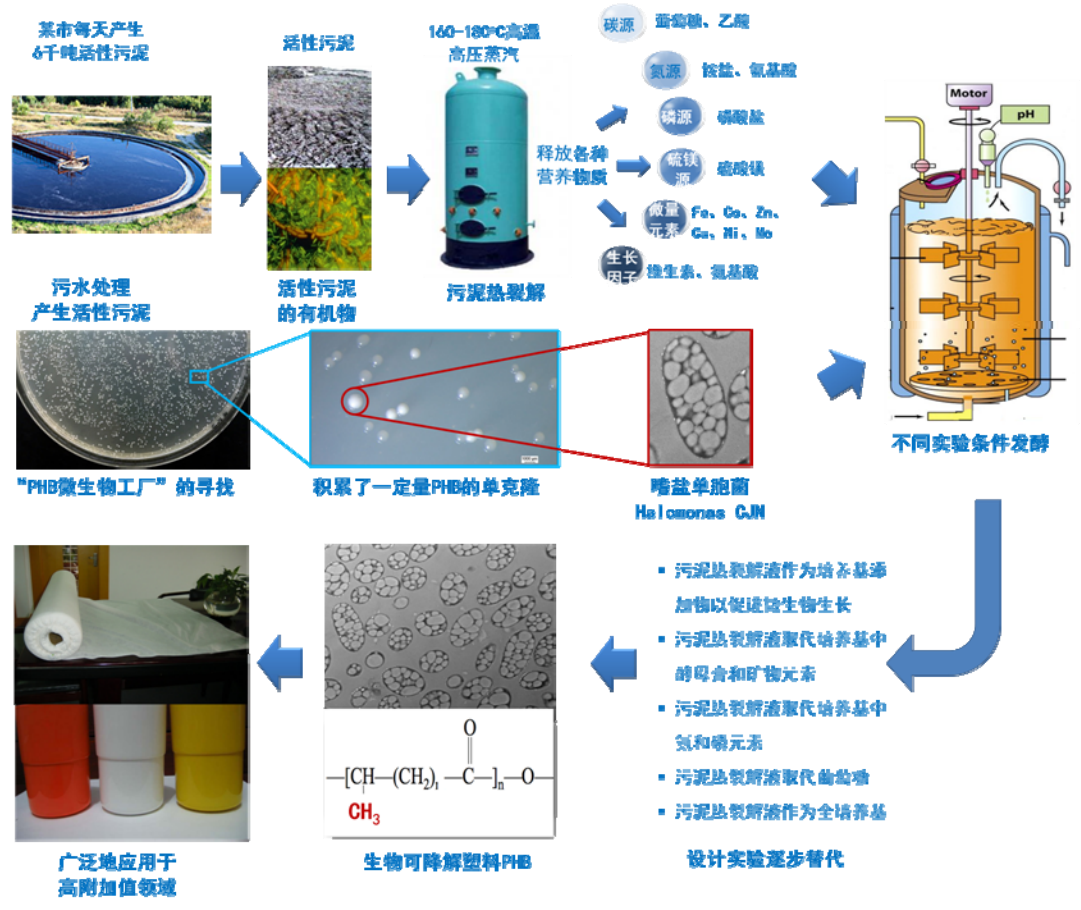 某市每天产生
6千吨活性污泥
活性污泥
160-180ºC高温
高压蒸汽
碳源
葡萄糖、乙酸
氮源
铵盐、氨基酸
磷源
磷酸盐
硫镁
源
硫酸镁
微量
元素
Fe、Co、Zn、
Cu、Ni、Mo
生长
因子
维生素、氨基酸
释放各种
营养物质
Motor
pH
污水处理
产生活性污泥
活性污泥
的有机物
污泥热裂解
不同实验条件发酵
“PHB微生物工厂”的寻找
积累了一定量PHB的单克隆
嗜盐单胞菌
Halomonas CJN
▪ 污泥热裂解液作为培养基添
加物以促进微生物生长
▪ 污泥热裂解液取代培养基中
酵母膏和矿物元素
▪ 污泥热裂解液取代培养基中
氮和磷元素
▪ 污泥热裂解液取代葡萄糖
▪ 污泥热裂解液作为全培养基
设计实验逐步替代
O
—[CH—(CH₂)₁—C—]n—O—
CH₃
生物可降解塑料PHB
广泛地应用于
高附加值领域